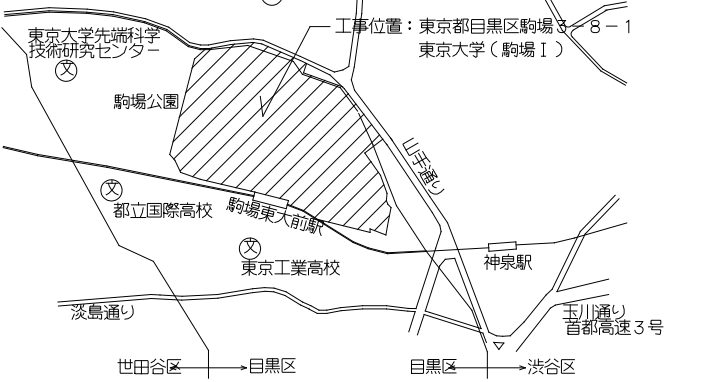 工事位置：東京都目黒区駒場３－８－１
東京大学（駒場Ⅰ）
東京大学先端科学
技術研究センター
文
駒場公園
山手通り
文
都立国際高校
駒場東大前駅
文
東京工業高校
神泉駅
淡島通り
玉川通り
首都高速３号
世田谷区
目黒区
目黒区
渋谷区